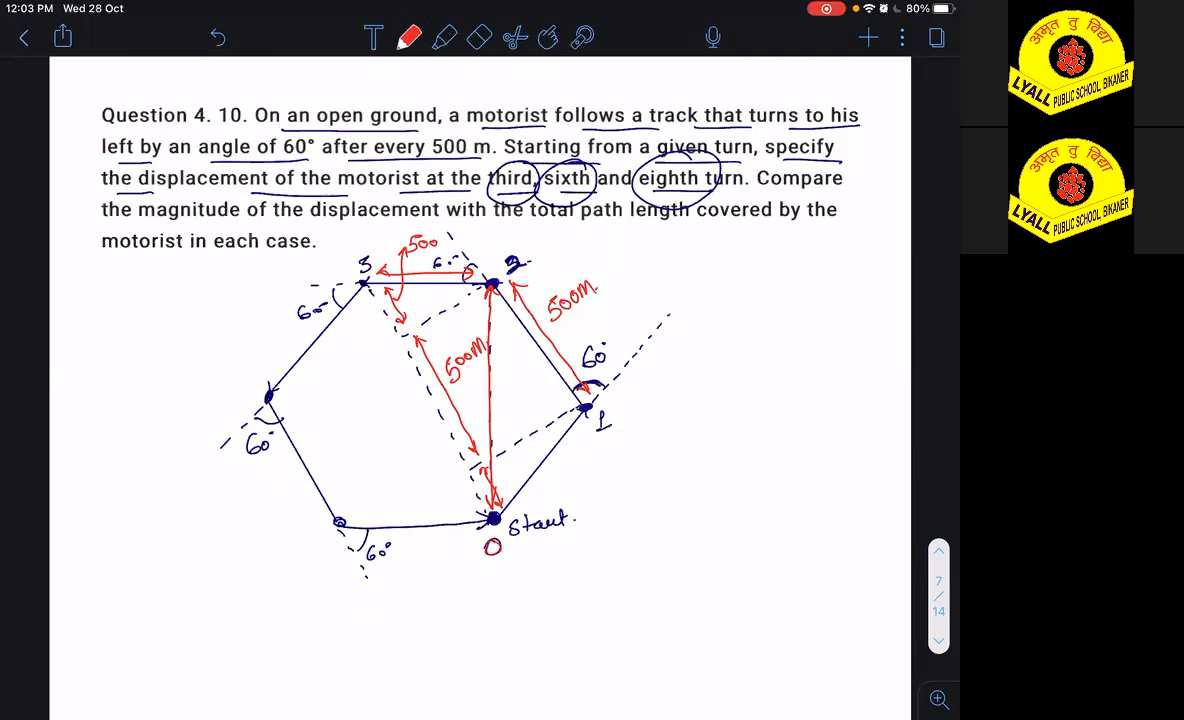 12:03 PM Wed 28 Oct
80%
Question 4. 10. On an open ground, a motorist follows a track that turns to his
left by an angle of 60° after every 500 m. Starting from a given turn, specify
the displacement of the motorist at the third, sixth and eighth turn. Compare
the magnitude of the displacement with the total path length covered by the
motorist in each case.
500
3
60°
2
60°
500M
500M
60°
1
60°
Start.
60°
O
7
/
14
अमृतं तु विद्या
LYALL PUBLIC SCHOOL BIKANER
अमृतं तु विद्या
LYALL PUBLIC SCHOOL BIKANER